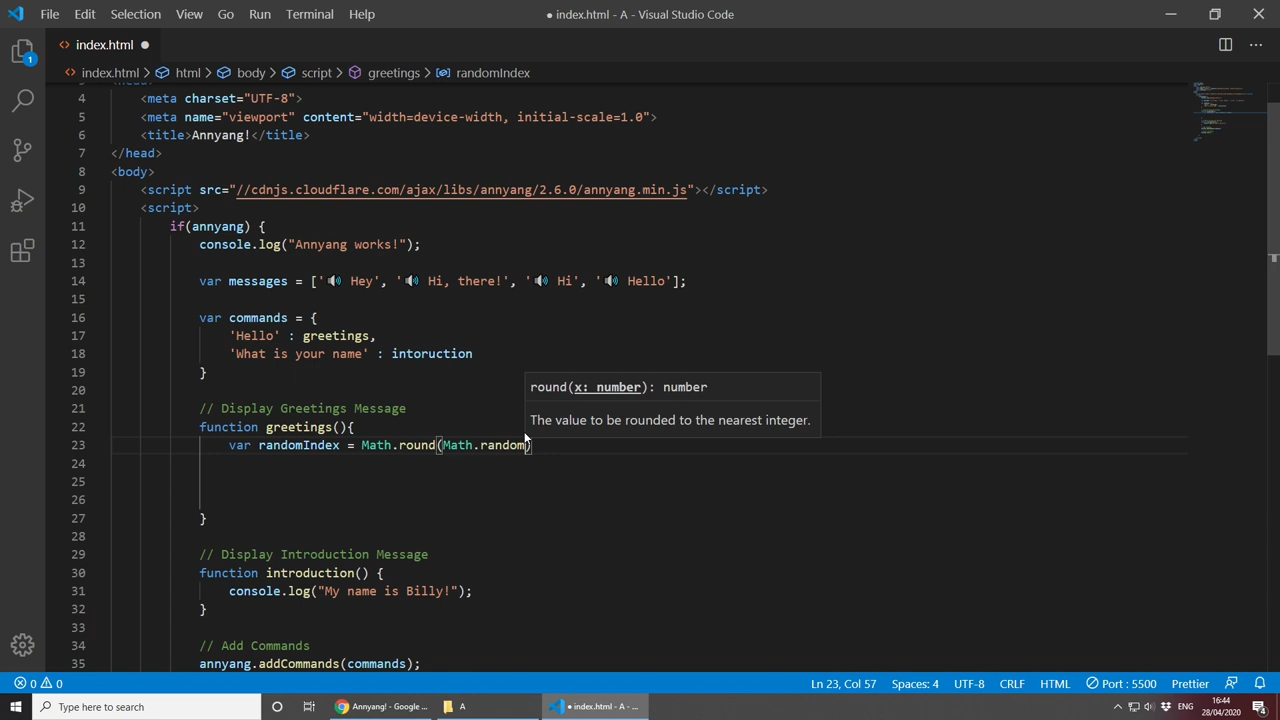 File Edit Selection View Go Run Terminal Help
● index.html - A - Visual Studio Code
index.html ●
index.html > html > body > script > greetings > randomIndex
4 <meta charset="UTF-8">
5 <meta name="viewport" content="width=device-width, initial-scale=1.0">
6 <title>Annyang!</title>
7 </head>
8 <body>
9 <script src="//cdnjs.cloudflare.com/ajax/libs/annyang/2.6.0/annyang.min.js"></script>
10 <script>
11 if(annyang) {
12 console.log("Annyang works!");
13
14 var messages = ['🔊 Hey', '🔊 Hi, there!', '🔊 Hi', '🔊 Hello'];
15
16 var commands = {
17 'Hello' : greetings,
18 'What is your name' : intoruction
19 }
20
21 // Display Greetings Message
22 function greetings(){
23 var randomIndex = Math.round(Math.random)
24
25
26
27 }
28
29 // Display Introduction Message
30 function introduction() {
31 console.log("My name is Billy!");
32 }
33
34 // Add Commands
35 annyang.addCommands(commands);
round(x: number): number
The value to be rounded to the nearest integer.
1
0 0
Ln 23, Col 57 Spaces: 4 UTF-8 CRLF HTML Port : 5500 Prettier
Type here to search
Annyang! - Google ...
A
● index.html - A - ...
ENG
16:44
28/04/2020